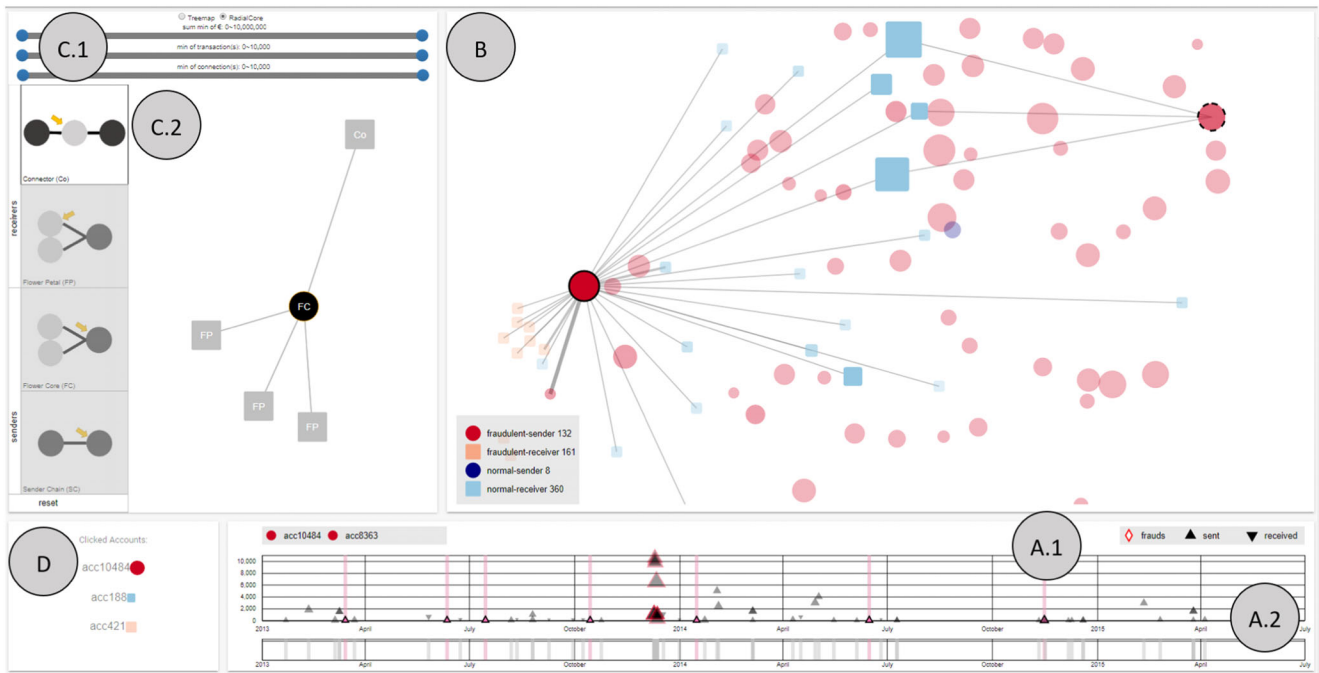 Treemap RadialCore
sum min of €: 0~10,000,000
min of transaction(s): 0~10,000
min of connection(s): 0~10,000
C.1
C.2
Connector (Co)
receivers
Flower Petal (FP)
Flower Core (FC)
senders
Sender Chain (SC)
reset
Co
FC
FP
FP
FP
B
fraudulent-sender 132
fraudulent-receiver 161
normal-sender 8
normal-receiver 360
D
Clicked Accounts:
acc10484
acc188
acc421
acc10484 acc8363
A.1
frauds sent received
10,000
8,000
6,000
4,000
2,000
0
2013 April July October 2014 April July October 2015 April July
A.2
2013 April July October 2014 April July October 2015 April July